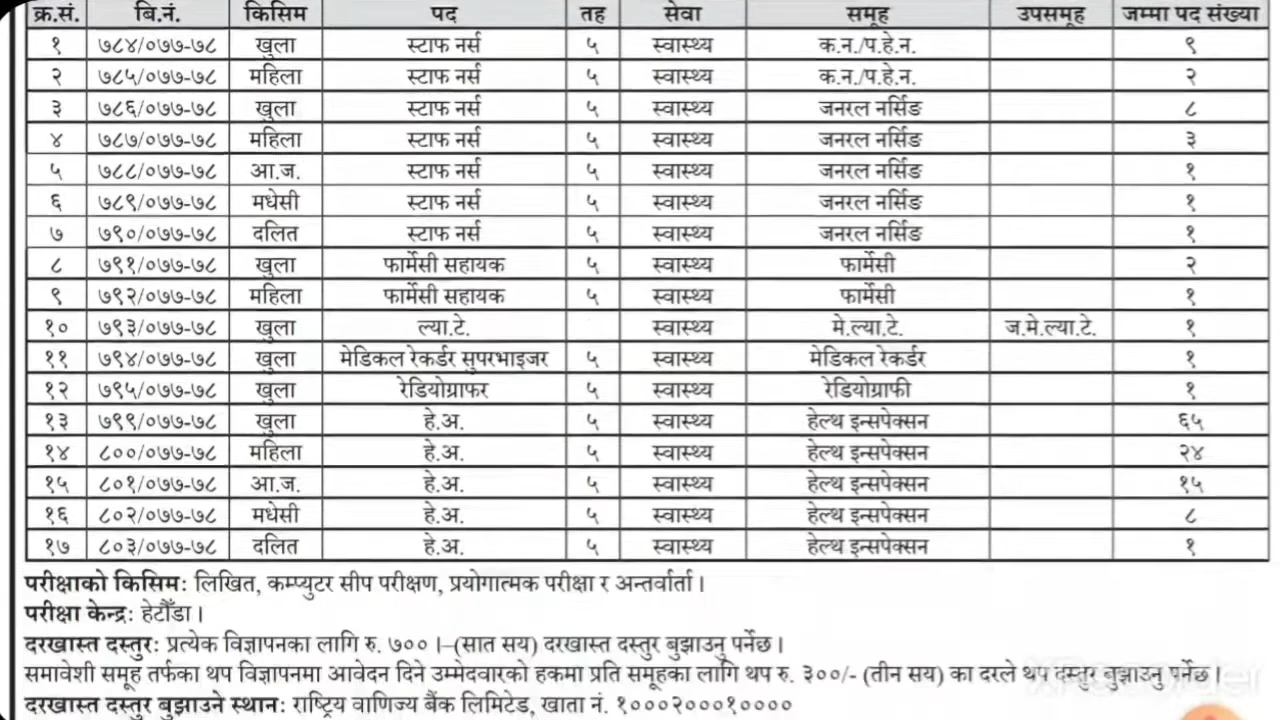 क्र.सं. बि.नं. किसिम पद तह सेवा समूह उपसमूह जम्मा पद संख्या
१ ७८४/०७७-७८ खुला स्टाफ नर्स ५ स्वास्थ्य क.न./प.हे.न. ९
२ ७८५/०७७-७८ महिला स्टाफ नर्स ५ स्वास्थ्य क.न./प.हे.न. २
३ ७८६/०७७-७८ खुला स्टाफ नर्स ५ स्वास्थ्य जनरल नर्सिङ ८
४ ७८७/०७७-७८ महिला स्टाफ नर्स ५ स्वास्थ्य जनरल नर्सिङ ३
५ ७८८/०७७-७८ आ.ज. स्टाफ नर्स ५ स्वास्थ्य जनरल नर्सिङ १
६ ७८९/०७७-७८ मधेसी स्टाफ नर्स ५ स्वास्थ्य जनरल नर्सिङ १
७ ७९०/०७७-७८ दलित स्टाफ नर्स ५ स्वास्थ्य जनरल नर्सिङ १
८ ७९१/०७७-७८ खुला फार्मेसी सहायक ५ स्वास्थ्य फार्मेसी २
९ ७९२/०७७-७८ महिला फार्मेसी सहायक ५ स्वास्थ्य फार्मेसी १
१० ७९३/०७७-७८ खुला ल्या.टे. स्वास्थ्य मे.ल्या.टे. ज.मे.ल्या.टे. १
११ ७९४/०७७-७८ खुला मेडिकल रेकर्डर सुपरभाइजर ५ स्वास्थ्य मेडिकल रेकर्डर १
१२ ७९५/०७७-७८ खुला रेडियोग्राफर ५ स्वास्थ्य रेडियोग्राफी १
१३ ७९९/०७७-७८ खुला हे.अ. ५ स्वास्थ्य हेल्थ इन्सपेक्सन ६५
१४ ८००/०७७-७८ महिला हे.अ. ५ स्वास्थ्य हेल्थ इन्सपेक्सन २४
१५ ८०१/०७७-७८ आ.ज. हे.अ. ५ स्वास्थ्य हेल्थ इन्सपेक्सन १५
१६ ८०२/०७७-७८ मधेसी हे.अ. ५ स्वास्थ्य हेल्थ इन्सपेक्सन ८
१७ ८०३/०७७-७८ दलित हे.अ. ५ स्वास्थ्य हेल्थ इन्सपेक्सन १
परीक्षाको किसिमः लिखित, कम्प्युटर सीप परीक्षण, प्रयोगात्मक परीक्षा र अन्तर्वार्ता।
परीक्षा केन्द्रः हेटौंडा।
दरखास्त दस्तुरः प्रत्येक विज्ञापनका लागि रु. ७०० ।–(सात सय) दरखास्त दस्तुर बुझाउनु पर्नेछ।
समावेशी समूह तर्फका थप विज्ञापनमा आवेदन दिने उम्मेदवारको हकमा प्रति समूहका लागि थप रु. ३००/- (तीन सय) का दरले थप दस्तुर बुझाउनु पर्नेछ।
दरखास्त दस्तुर बुझाउने स्थानः राष्ट्रिय वाणिज्य बैंक लिमिटेड, खाता नं. १०००२०००१००००